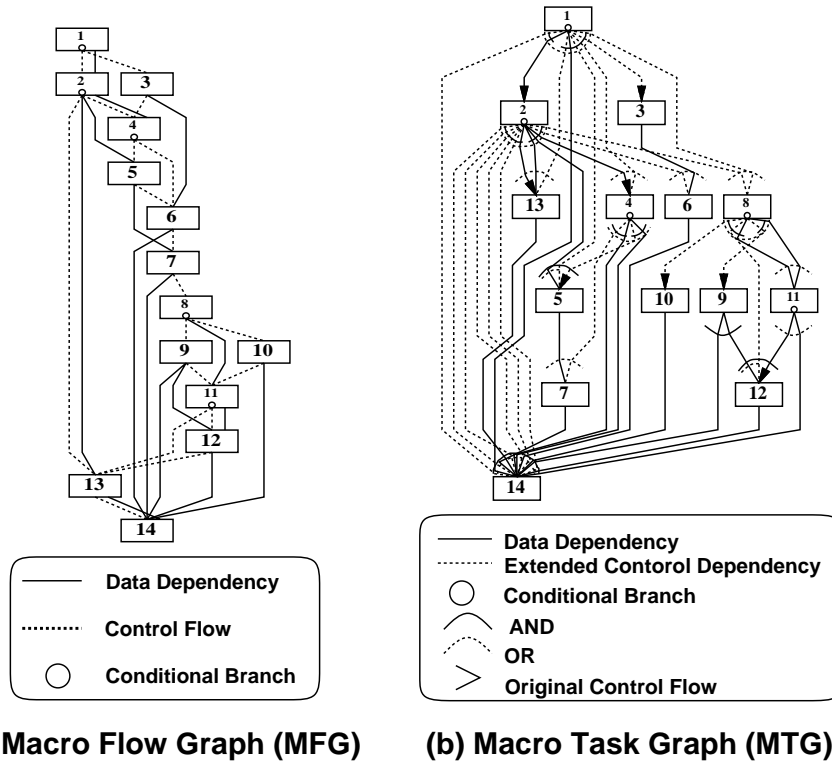 1
2
3
4
5
6
7
8
9
10
11
12
13
14
Data Dependency
Control Flow
Conditional Branch
Macro Flow Graph (MFG)
1
2
3
13
4
6
8
5
10
9
11
7
12
14
Data Dependency
Extended Contorol Dependency
Conditional Branch
AND
OR
Original Control Flow
(b) Macro Task Graph (MTG)